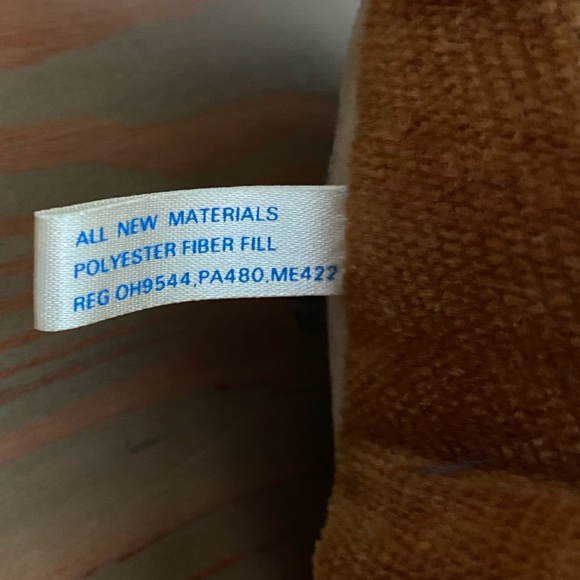 ALL NEW MATERIALS
POLYESTER FIBER FILL
REG OH9544,PA480,ME422